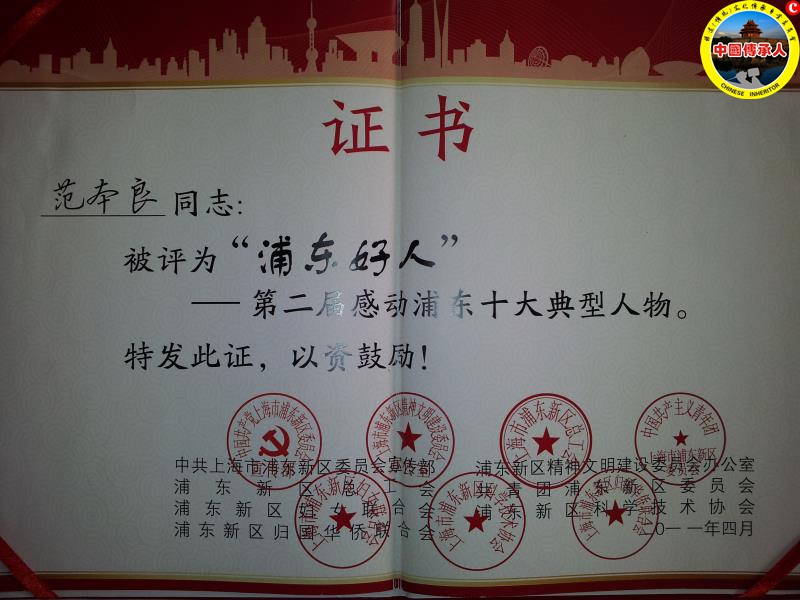 中國傳承人
CHINESE INHERITOR
证书
范本良 同志:
被评为“浦东好人”
——第二届感动浦东十大典型人物。
特发此证, 以资鼓励!
中共上海市浦东新区委员会宣传部 浦东新区精神文明建设委员会办公室
浦东新区总工会 共青团浦东新区委员会
浦东新区妇女联合会 浦东新区科学技术协会
浦东新区归国华侨联合会 二0一一年四月